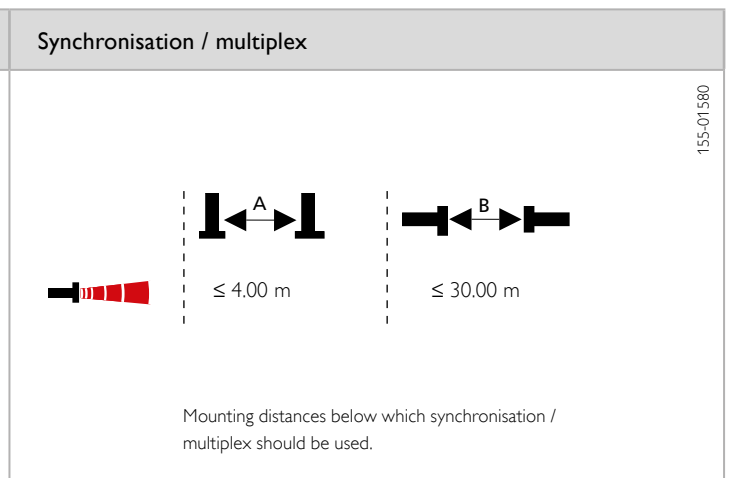 Synchronisation / multiplex
155-01580
A
B
≤ 4.00 m
≤ 30.00 m
Mounting distances below which synchronisation /
multiplex should be used.